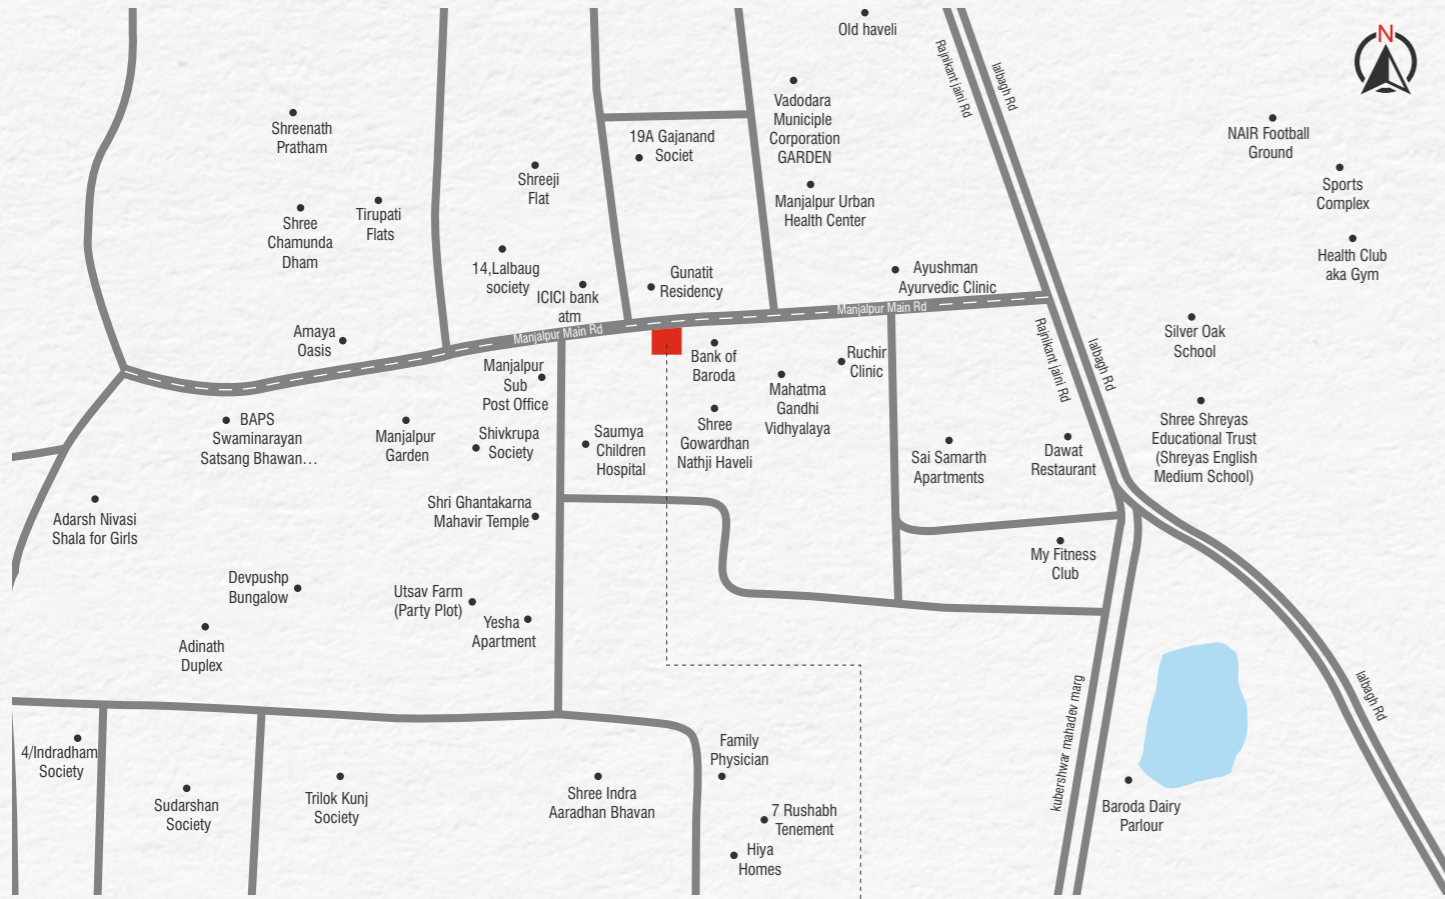 Old haveli
N
Rajnikant jaini Rd
lalbagh Rd
Vadodara
Municiple
Corporation
GARDEN
Shreenath
Pratham
19A Gajanand
Societ
NAIR Football
Ground
Shreeji
Flat
Sports
Complex
Manjalpur Urban
Health Center
Tirupati
Flats
Shree
Chamunda
Dham
Health Club
aka Gym
14,Lalbaug
society
Gunatit
Residency
Ayushman
Ayurvedic Clinic
ICICI bank
atm
Manjalpur Main Rd
Manjalpur Main Rd
Amaya
Oasis
Silver Oak
School
Rajnikant jaini Rd
lalbagh Rd
Manjalpur
Sub
Post Office
Bank of
Baroda
Ruchir
Clinic
Mahatma
Gandhi
Vidhyalaya
BAPS
Swaminarayan
Satsang Bhawan...
Manjalpur
Garden
Shivkrupa
Society
Saumya
Children
Hospital
Shree
Gowardhan
Nathji Haveli
Sai Samarth
Apartments
Dawat
Restaurant
Shree Shreyas
Educational Trust
(Shreyas English
Medium School)
Adarsh Nivasi
Shala for Girls
Shri Ghantakarna
Mahavir Temple
My Fitness
Club
Devpushp
Bungalow
Utsav Farm
(Party Plot)
Yesha
Apartment
Adinath
Duplex
kubershwar mahadev marg
lalbagh Rd
4/Indradham
Society
Sudarshan
Society
Trilok Kunj
Society
Shree Indra
Aaradhan Bhavan
Family
Physician
7 Rushabh
Tenement
Hiya
Homes
Baroda Dairy
Parlour